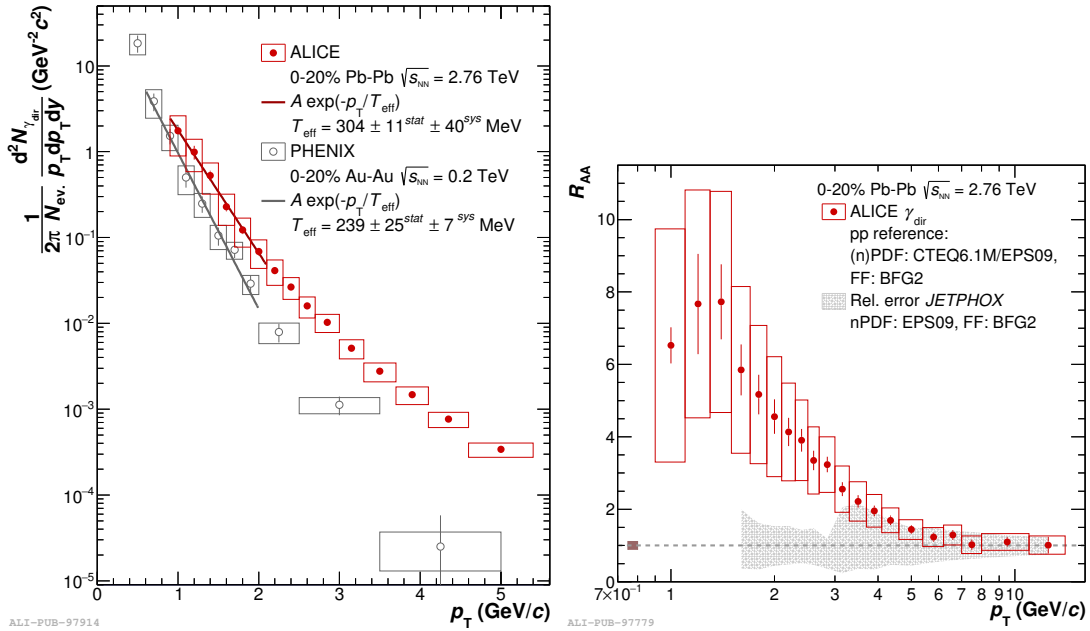 1/(2π N_ev.) d²N_γdir/(p_T dp_T dy) (GeV⁻²c²)
10
1
10⁻¹
10⁻²
10⁻³
10⁻⁴
10⁻⁵
ALICE
0-20% Pb-Pb √s_NN = 2.76 TeV
A exp(-p_T/T_eff)
T_eff = 304 ± 11^stat ± 40^sys MeV
PHENIX
0-20% Au-Au √s_NN = 0.2 TeV
A exp(-p_T/T_eff)
T_eff = 239 ± 25^stat ± 7^sys MeV
0 1 2 3 4 5
p_T (GeV/c)
ALI-PUB-97914
R_AA
10
8
6
4
2
0
0-20% Pb-Pb √s_NN = 2.76 TeV
ALICE γ_dir
pp reference:
(n)PDF: CTEQ6.1M/EPS09,
FF: BFG2
Rel. error JETPHOX
nPDF: EPS09, FF: BFG2
7×10⁻¹ 1 2 3 4 5 6 7 8 9 10
p_T (GeV/c)
ALI-PUB-97779